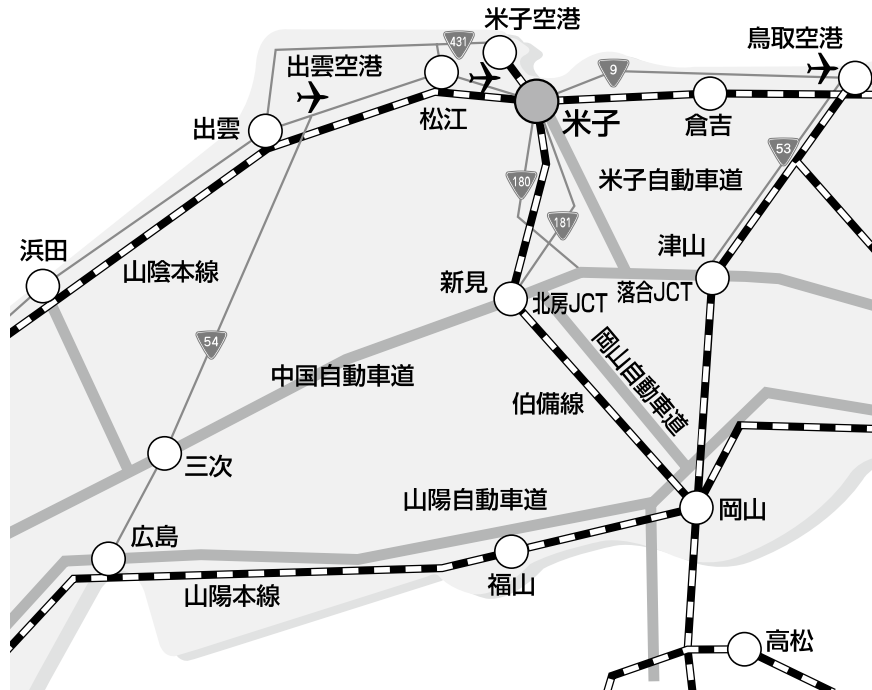 米子空港
431
鳥取空港
出雲空港
9
松江
米子
倉吉
出雲
53
180
米子自動車道
181
浜田
津山
山陰本線
新見
北房JCT
落合JCT
54
岡山自動車道
中国自動車道
伯備線
三次
山陽自動車道
岡山
広島
福山
山陽本線
高松